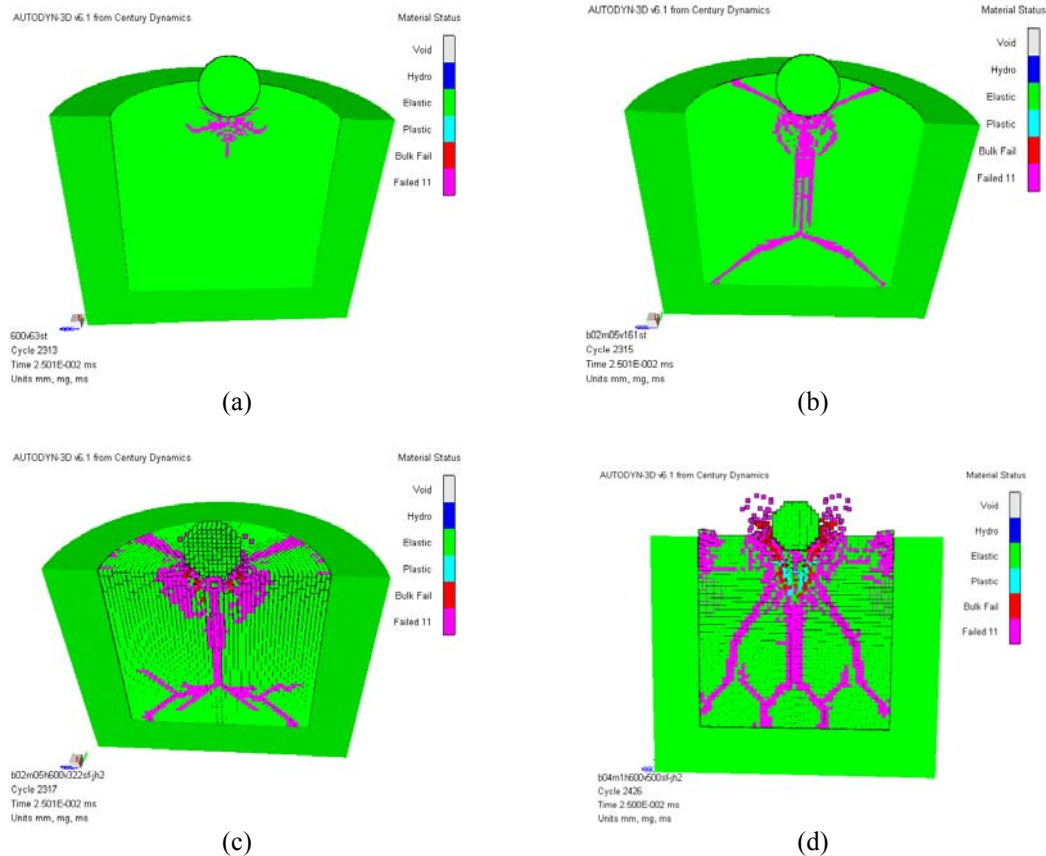 AUTODYN-3D v6.1 from Century Dynamics
Material Status
Void
Hydro
Elastic
Plastic
Bulk Fail
Failed 11
600v63st
Cycle 2313
Time 2.501E-002 ms
Units mm, mg, ms
(a)
AUTODYN-3D v6.1 from Century Dynamics
Material Status
Void
Hydro
Elastic
Plastic
Bulk Fail
Failed 11
b02m05v161st
Cycle 2315
Time 2.501E-002 ms
Units mm, mg, ms
(b)
AUTODYN-3D v6.1 from Century Dynamics
Material Status
Void
Hydro
Elastic
Plastic
Bulk Fail
Failed 11
b02m05h600v322sf-jh2
Cycle 2317
Time 2.501E-002 ms
Units mm, mg, ms
(c)
AUTODYN-3D v6.1 from Century Dynamics
Material Status
Void
Hydro
Elastic
Plastic
Bulk Fail
Failed 11
b04m1h600v500sf-jh2
Cycle 2426
Time 2.500E-002 ms
Units mm, mg, ms
(d)